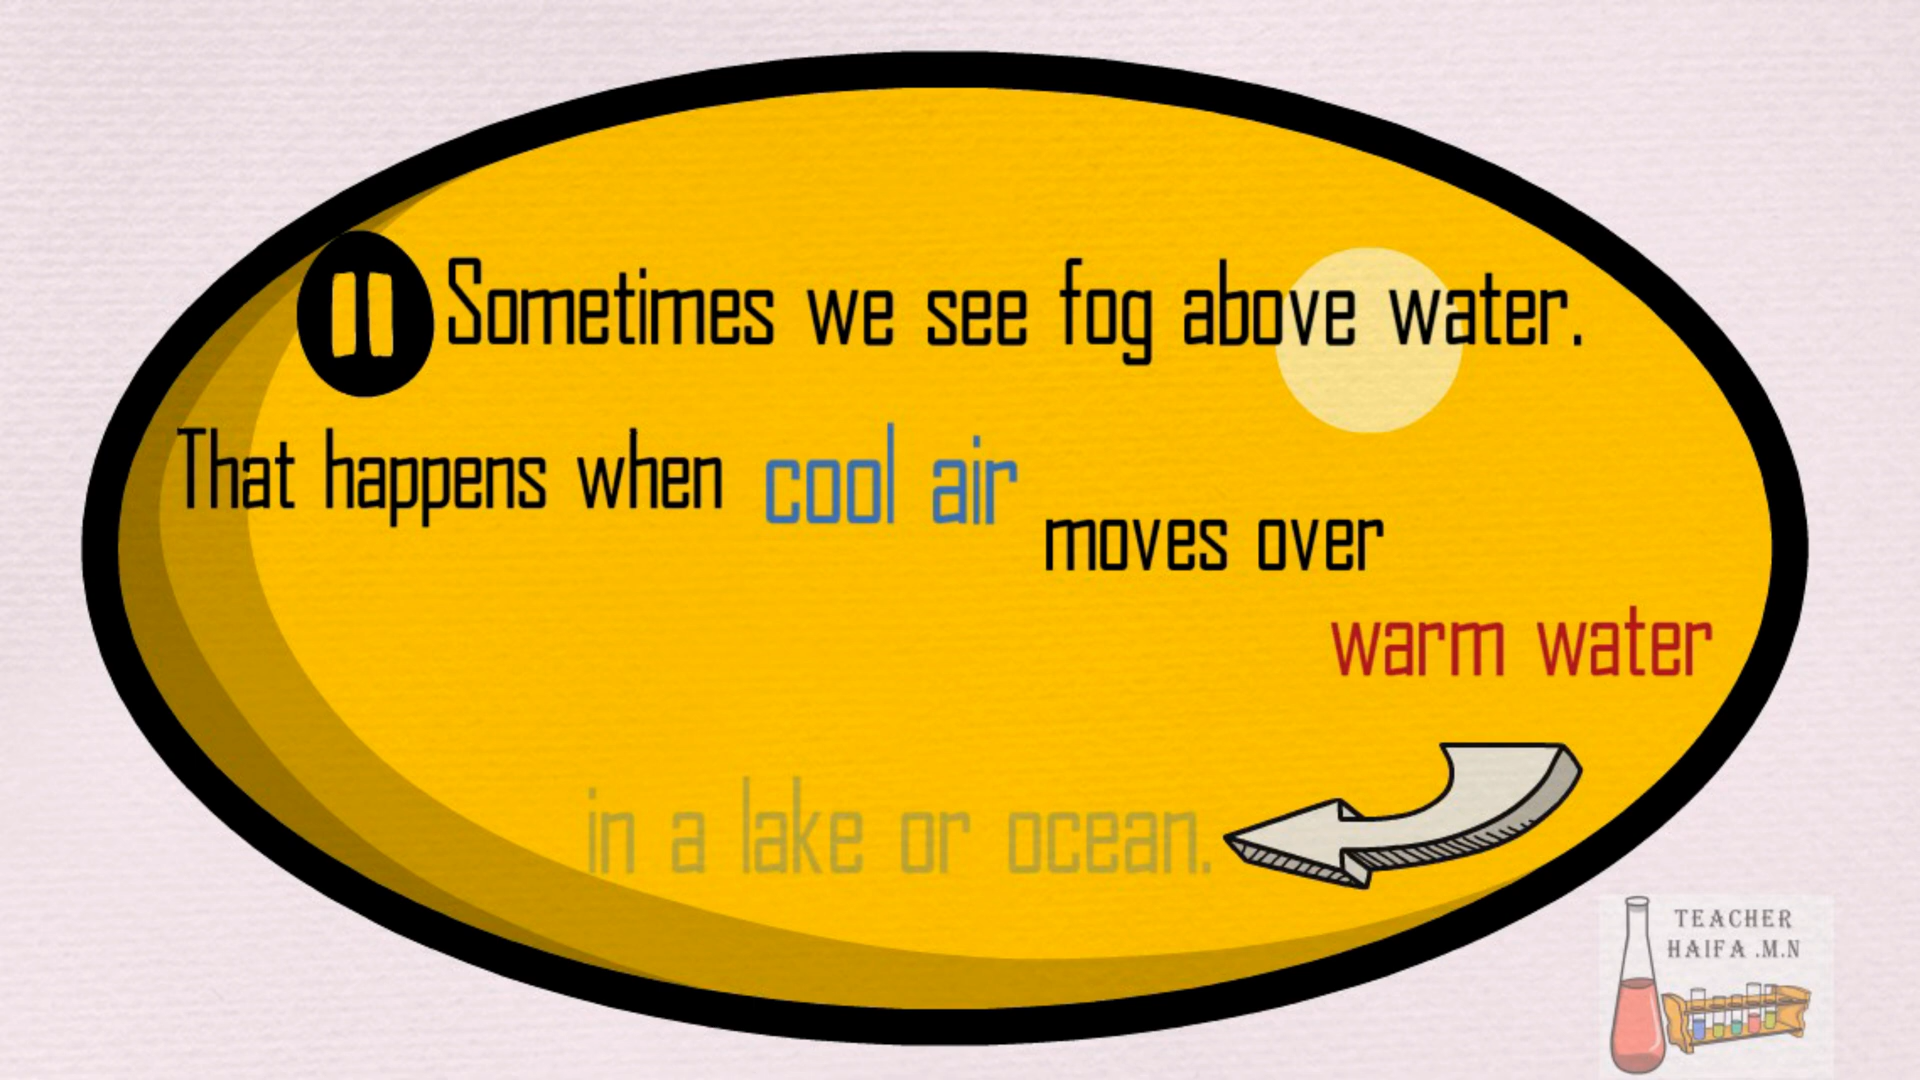 Sometimes we see fog above water.
That happens when cool air
moves over
warm water
in a lake or ocean.
TEACHER
HAIFA .M.N